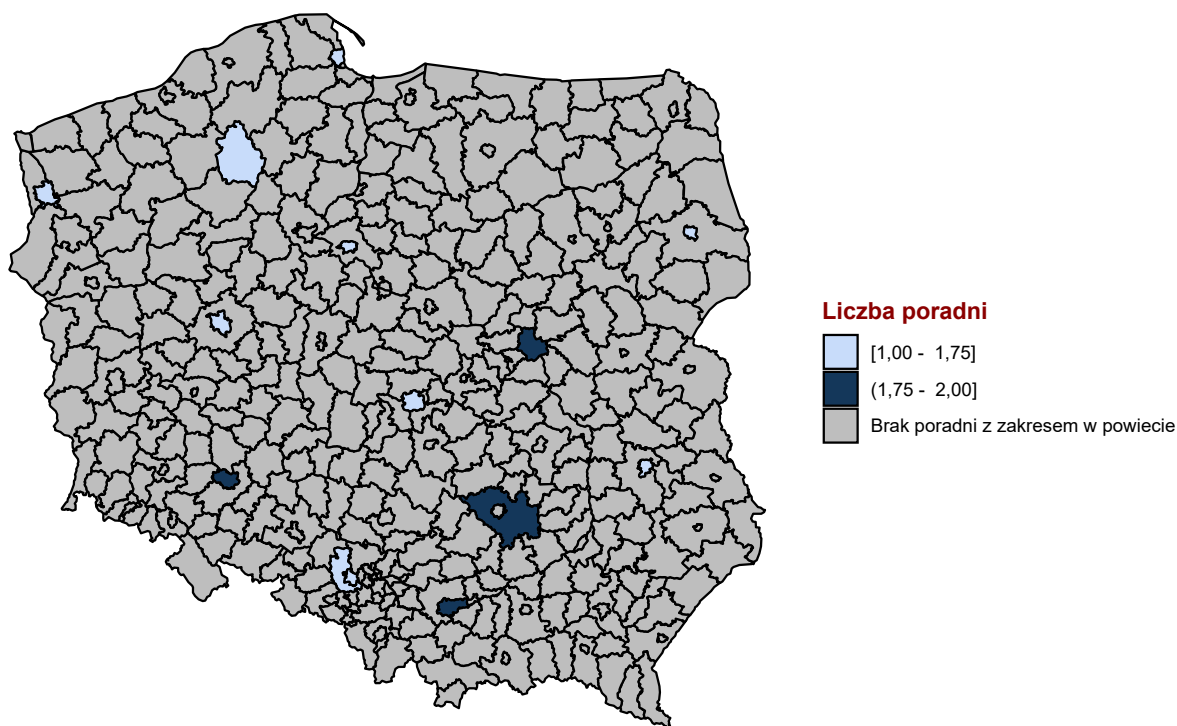 Liczba poradni
[1,00 - 1,75]
(1,75 - 2,00]
Brak poradni z zakresem w powiecie